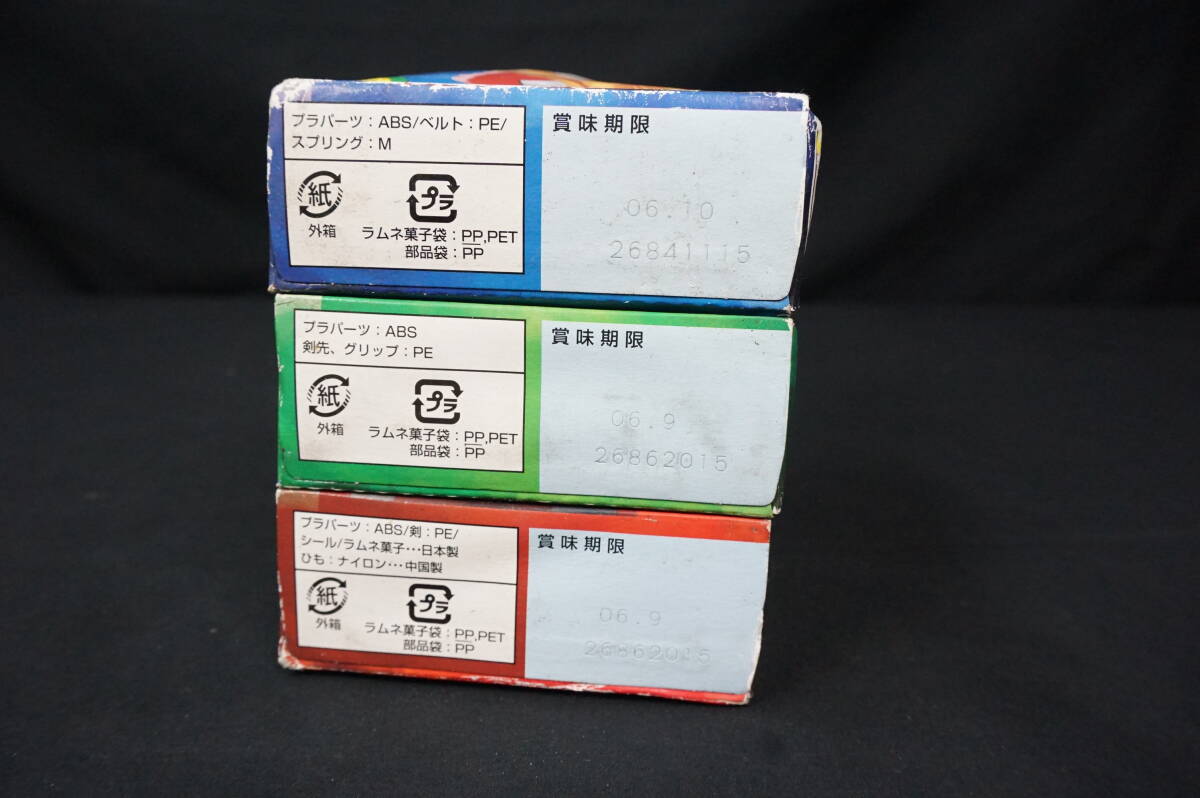 プラパーツ：ABS/ベルト：PE/
スプリング：M
紙
外箱
プラ
ラムネ菓子袋：PP,PET
部品袋：PP
賞味期限
06.10
26841115
プラパーツ：ABS
剣先、グリップ：PE
紙
外箱
プラ
ラムネ菓子袋：PP,PET
部品袋：PP
賞味期限
06.9
26862015
プラパーツ：ABS/剣：PE/
シール/ラムネ菓子…日本製
ひも：ナイロン…中国製
紙
外箱
プラ
ラムネ菓子袋：PP,PET
部品袋：PP
賞味期限
06.9
26862015